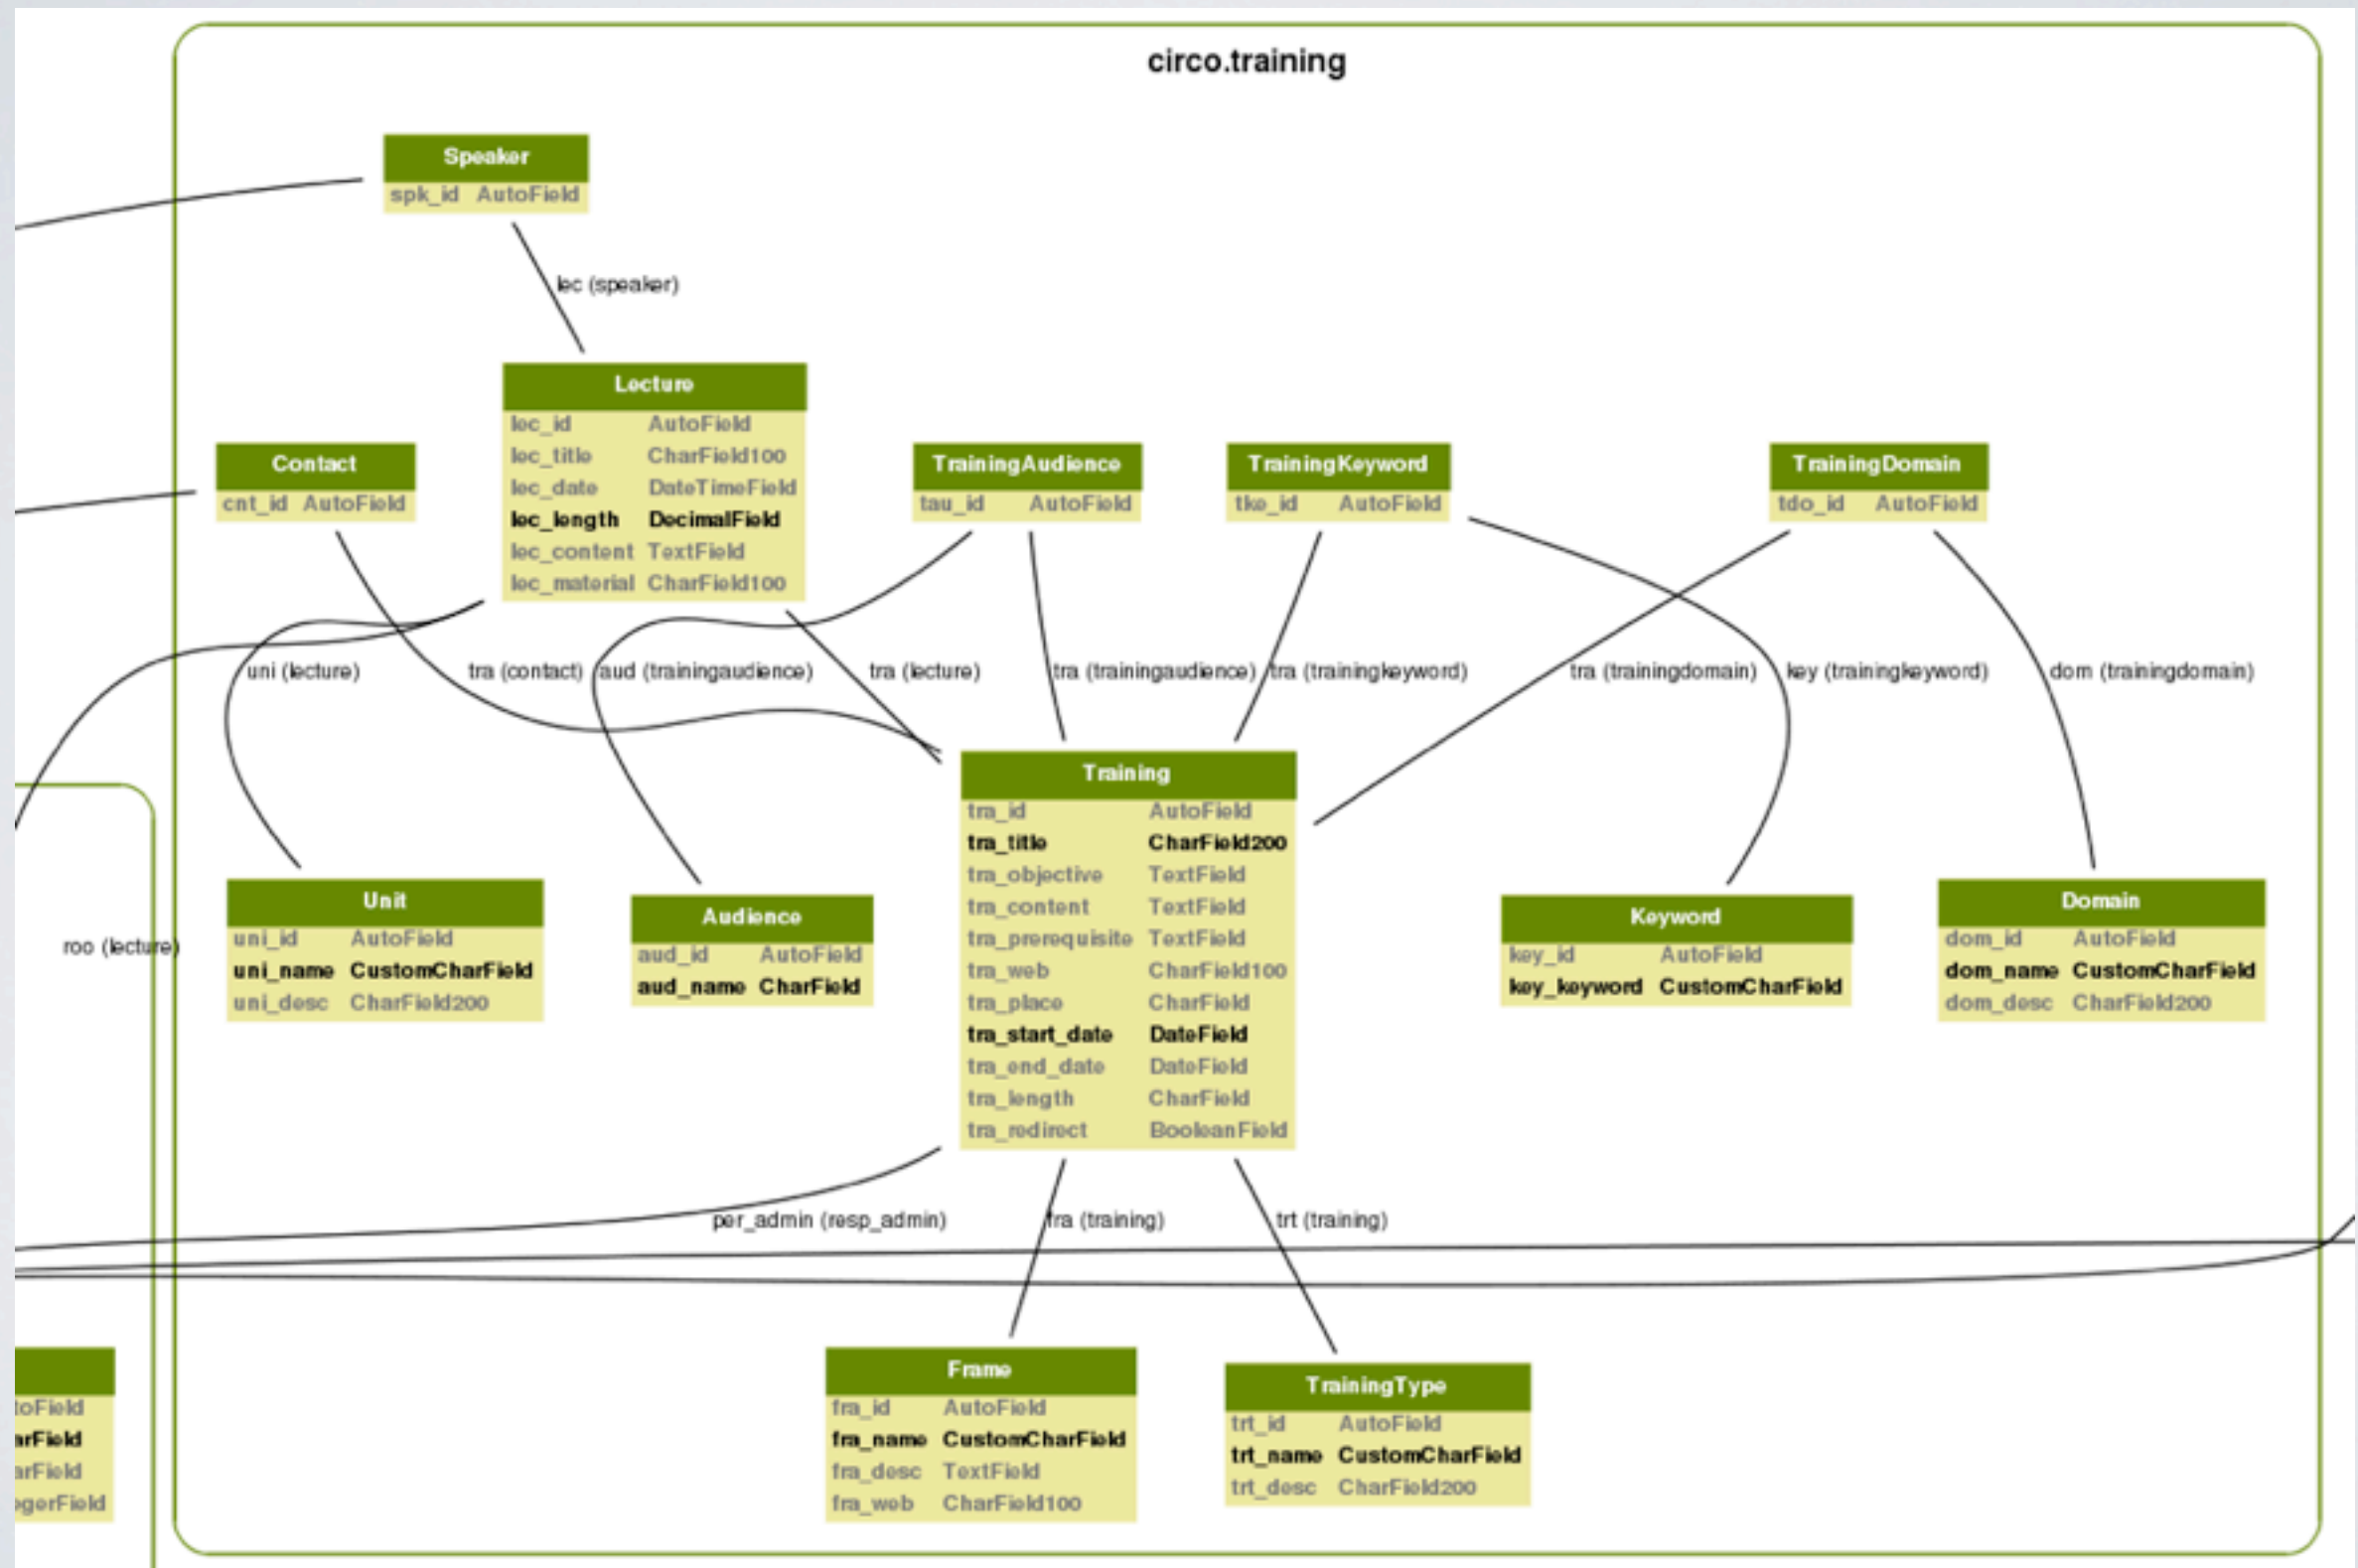 circo.training
Speaker
spk_id AutoField
lec (speaker)
Lecture
lec_id AutoField
lec_title CharField100
lec_date DateTimeField
lec_length DecimalField
lec_content TextField
lec_material CharField100
Contact
cnt_id AutoField
TrainingAudience
tau_id AutoField
TrainingKeyword
tke_id AutoField
TrainingDomain
tdo_id AutoField
uni (lecture)
tra (contact)
aud (trainingaudience)
tra (lecture)
tra (trainingaudience)
tra (trainingkeyword)
tra (trainingdomain)
key (trainingkeyword)
dom (trainingdomain)
Training
tra_id AutoField
tra_title CharField200
tra_objective TextField
tra_content TextField
tra_prerequisite TextField
tra_web CharField100
tra_place CharField
tra_start_date DateField
tra_end_date DateField
tra_length CharField
tra_redirect BooleanField
roo (lecture)
Unit
uni_id AutoField
uni_name CustomCharField
uni_desc CharField200
Audience
aud_id AutoField
aud_name CharField
Keyword
key_id AutoField
key_keyword CustomCharField
Domain
dom_id AutoField
dom_name CustomCharField
dom_desc CharField200
per_admin (resp_admin)
fra (training)
trt (training)
toField
arField
arField
egerField
Frame
fra_id AutoField
fra_name CustomCharField
fra_desc TextField
fra_web CharField100
TrainingType
trt_id AutoField
trt_name CustomCharField
trt_desc CharField200